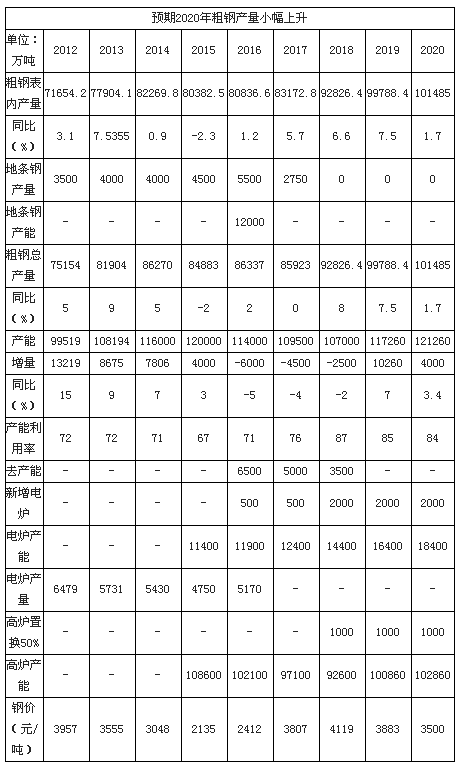 预期2020年粗钢产量小幅上升
单位：万吨 2012 2013 2014 2015 2016 2017 2018 2019 2020
粗钢表内产量 71654.2 77904.1 82269.8 80382.5 80836.6 83172.8 92826.4 99788.4 101485
同比（%） 3.1 7.5355 0.9 -2.3 1.2 5.7 6.6 7.5 1.7
地条钢产量 3500 4000 4000 4500 5500 2750 0 0 0
地条钢产能 - - - - 12000 - - - -
粗钢总产量 75154 81904 86270 84883 86337 85923 92826.4 99788.4 101485
同比（%） 5 9 5 -2 2 0 8 7.5 1.7
产能 99519 108194 116000 120000 114000 109500 107000 117260 121260
增量 13219 8675 7806 4000 -6000 -4500 -2500 10260 4000
同比（%） 15 9 7 3 -5 -4 -2 7 3.4
产能利用率 72 72 71 67 71 76 87 85 84
去产能 - - - - 6500 5000 3500 - -
新增电炉 - - - - 500 500 2000 2000 2000
电炉产能 - - - 11400 11900 12400 14400 16400 18400
电炉产量 6479 5731 5430 4750 5170 - - - -
高炉置换50% - - - - - - 1000 1000 1000
高炉产能 - - - 108600 102100 97100 92600 100860 102860
钢价（元/吨） 3957 3555 3048 2135 2412 3807 4119 3883 3500